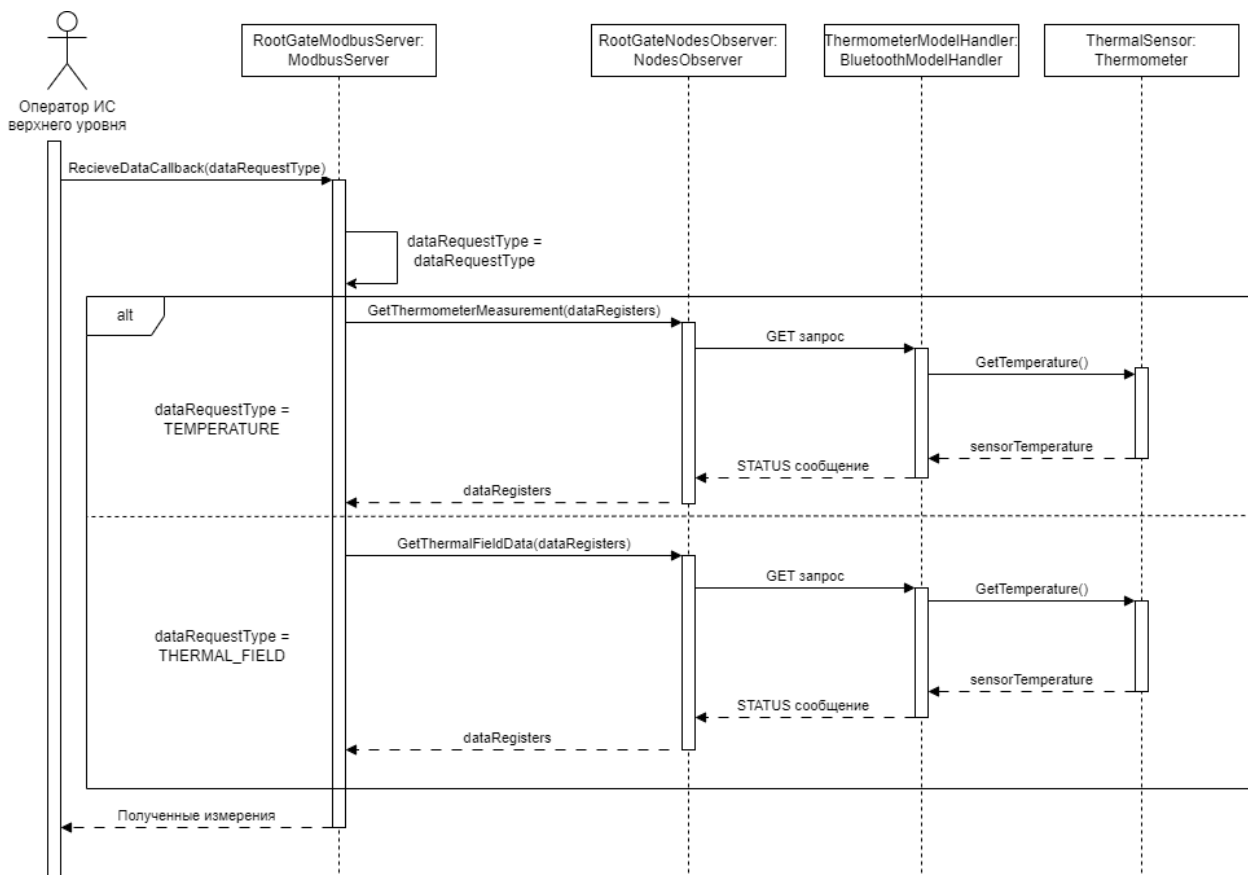 Оператор ИС
верхнего уровня
RootGateModbusServer:
ModbusServer
RootGateNodesObserver:
NodesObserver
ThermometerModelHandler:
BluetoothModelHandler
ThermalSensor:
Thermometer
RecieveDataCallback(dataRequestType)
dataRequestType =
dataRequestType
alt
GetThermometerMeasurement(dataRegisters)
GET запрос
GetTemperature()
dataRequestType =
TEMPERATURE
sensorTemperature
STATUS сообщение
dataRegisters
GetThermalFieldData(dataRegisters)
GET запрос
GetTemperature()
dataRequestType =
THERMAL_FIELD
sensorTemperature
STATUS сообщение
dataRegisters
Полученные измерения